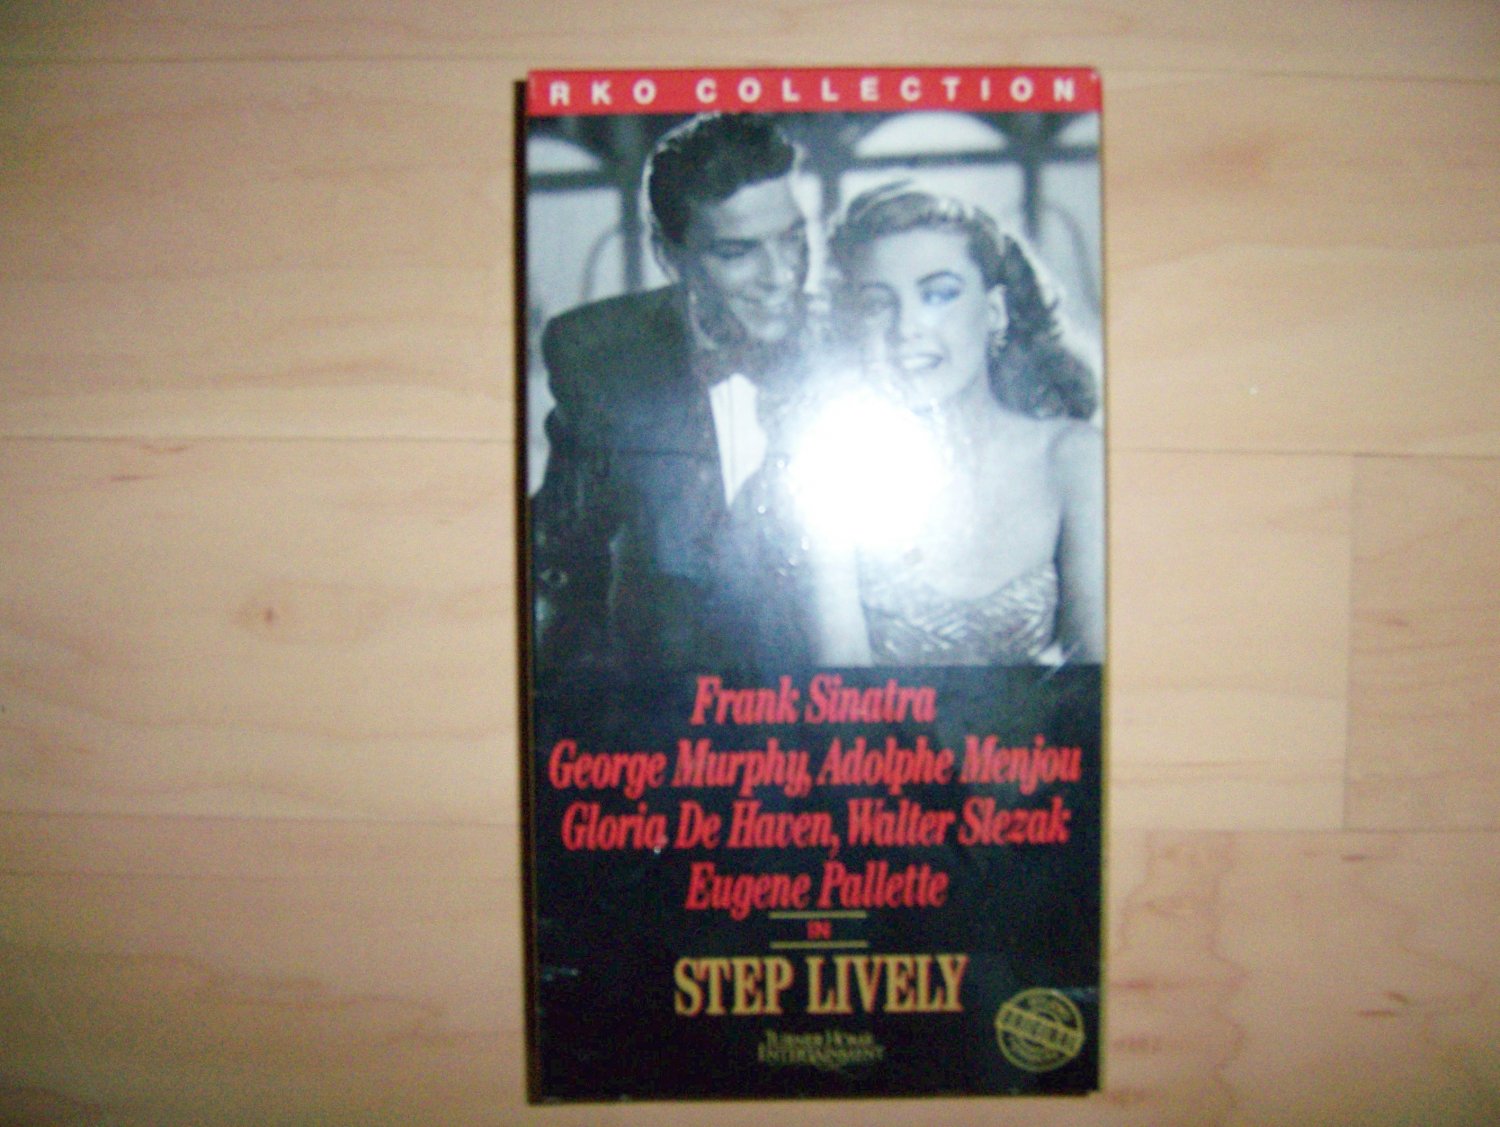 RKO COLLECTION
Frank Sinatra
George Murphy, Adolphe Menjou
Gloria De Haven, Walter Slezak
Eugene Pallette
IN
STEP LIVELY
TURNER HOME
ENTERTAINMENT
ORIGINAL